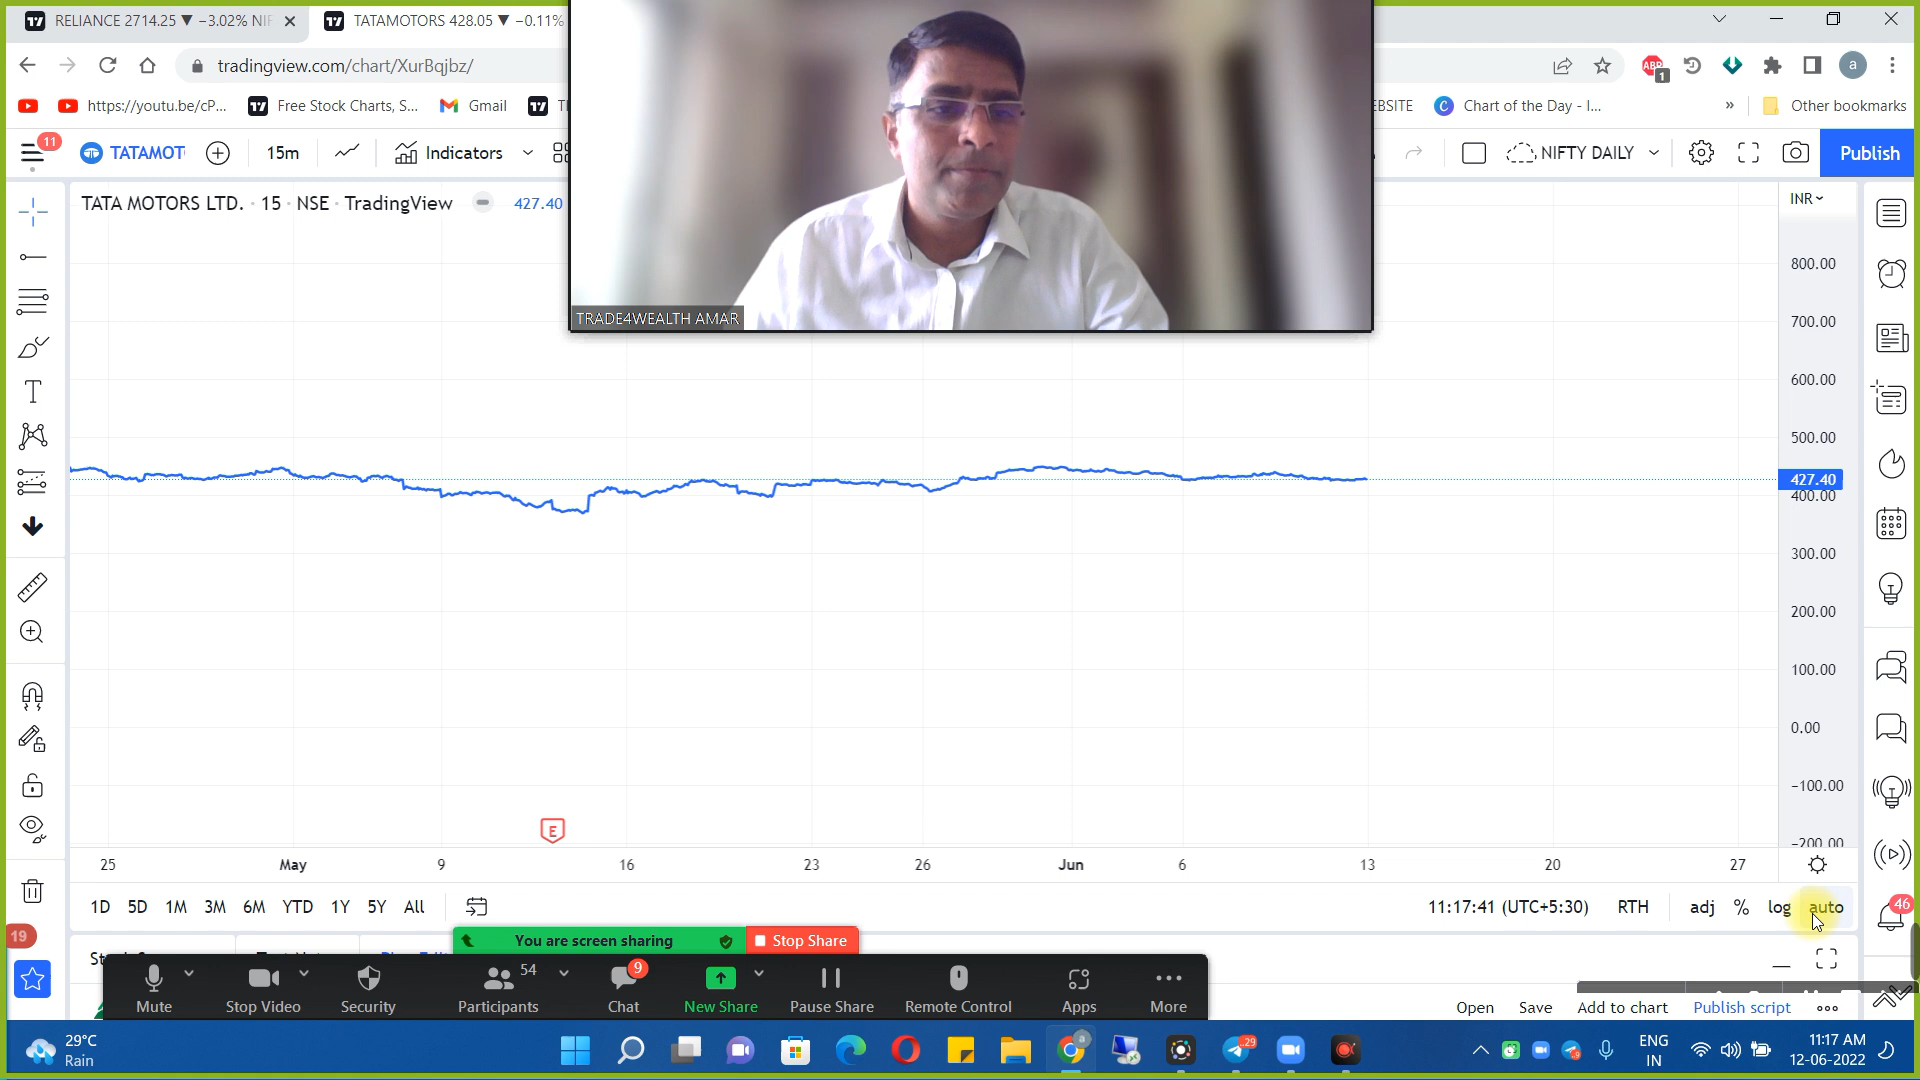 RELIANCE 2714.25 ▼ −3.02% NIF
TATAMOTORS 428.05 ▼ −0.11%
tradingview.com/chart/XurBqjbz/
ABP
1
a
https://youtu.be/cP...
Free Stock Charts, S...
Gmail
EBSITE
Chart of the Day - I...
»
Other bookmarks
11
TATAMOT
15m
Indicators
NIFTY DAILY
Publish
TATA MOTORS LTD. · 15 · NSE · TradingView
427.40
INR
TRADE4WEALTH AMAR
800.00
700.00
600.00
500.00
427.40
400.00
300.00
200.00
100.00
0.00
−100.00
−200.00
E
25 May 9 16 23 26 Jun 6 13 20 27
1D 5D 1M 3M 6M YTD 1Y 5Y All
11:17:41 (UTC+5:30) RTH adj % log auto
46
19
You are screen sharing
Stop Share
Mute
Stop Video
Security
54
Participants
9
Chat
New Share
Pause Share
Remote Control
Apps
More
Open Save Add to chart Publish script
29°C
Rain
29
ENG
IN
11:17 AM
12-06-2022